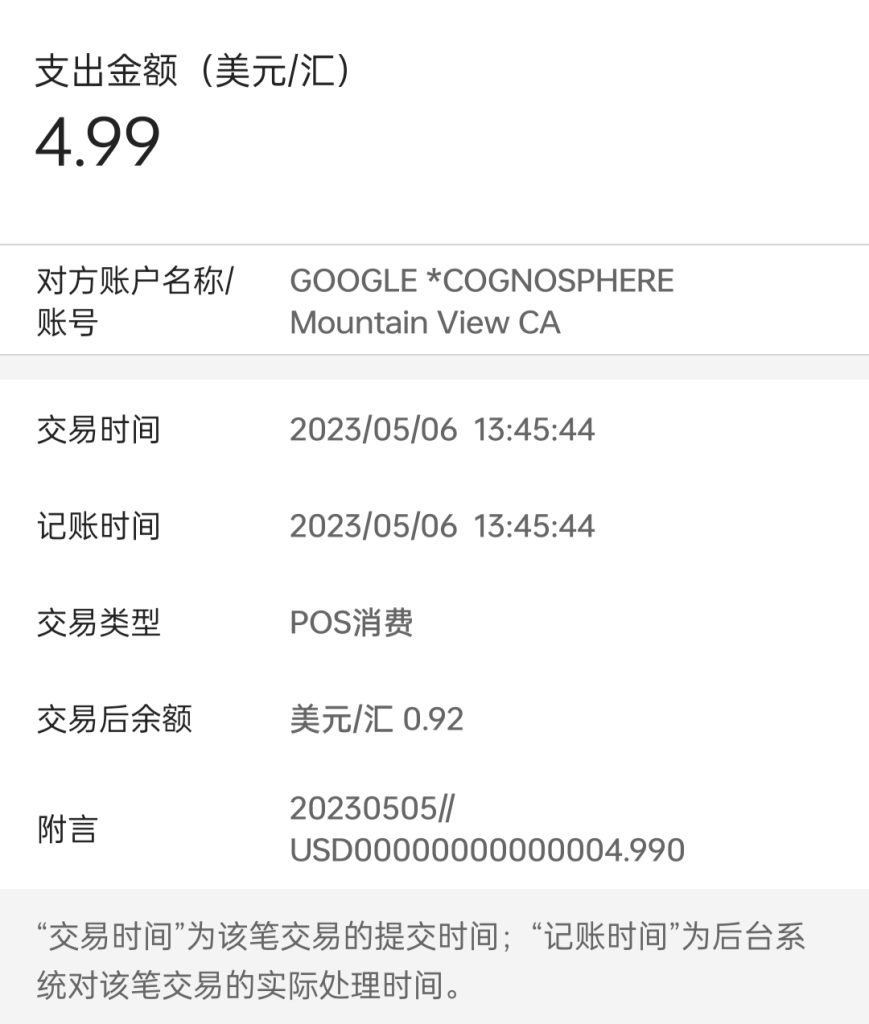 支出金额（美元/汇）
4.99
对方账户名称/
账号
GOOGLE *COGNOSPHERE
Mountain View CA
交易时间 2023/05/06 13:45:44
记账时间 2023/05/06 13:45:44
交易类型 POS消费
交易后余额 美元/汇 0.92
附言
20230505//
USD00000000000004.990
“交易时间”为该笔交易的提交时间；“记账时间”为后台系
统对该笔交易的实际处理时间。